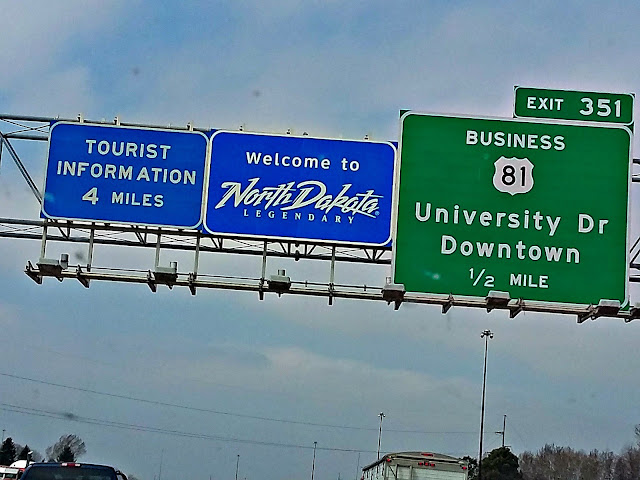 TOURIST
INFORMATION
4 MILES
Welcome to
North Dakota
LEGENDARY
EXIT 351
BUSINESS
81
University Dr
Downtown
1/2 MILE